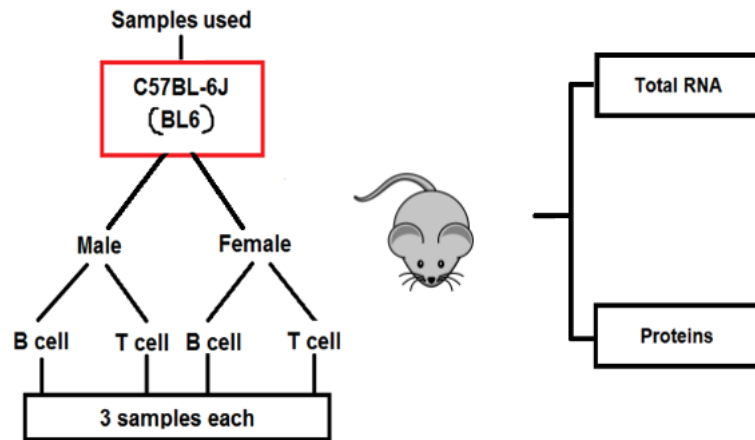 Samples used
C57BL-6J
(BL6)
Male Female
B cell T cell B cell T cell
3 samples each
Total RNA
Proteins